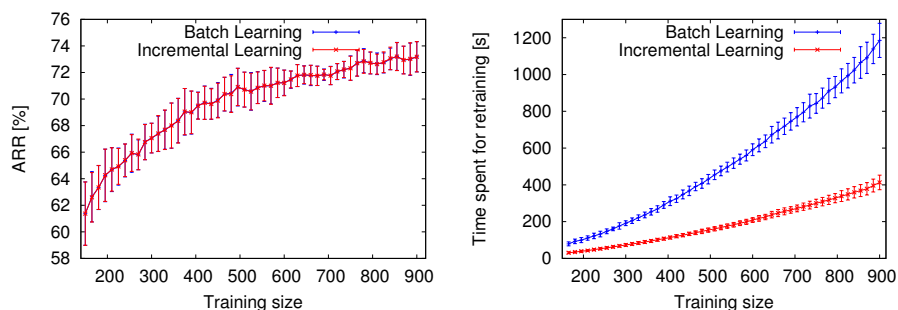 Batch Learning
Incremental Learning
ARR [%]
76
74
72
70
68
66
64
62
60
58
200 300 400 500 600 700 800 900
Training size
Batch Learning
Incremental Learning
Time spent for retraining [s]
1200
1000
800
600
400
200
0
200 300 400 500 600 700 800 900
Training size